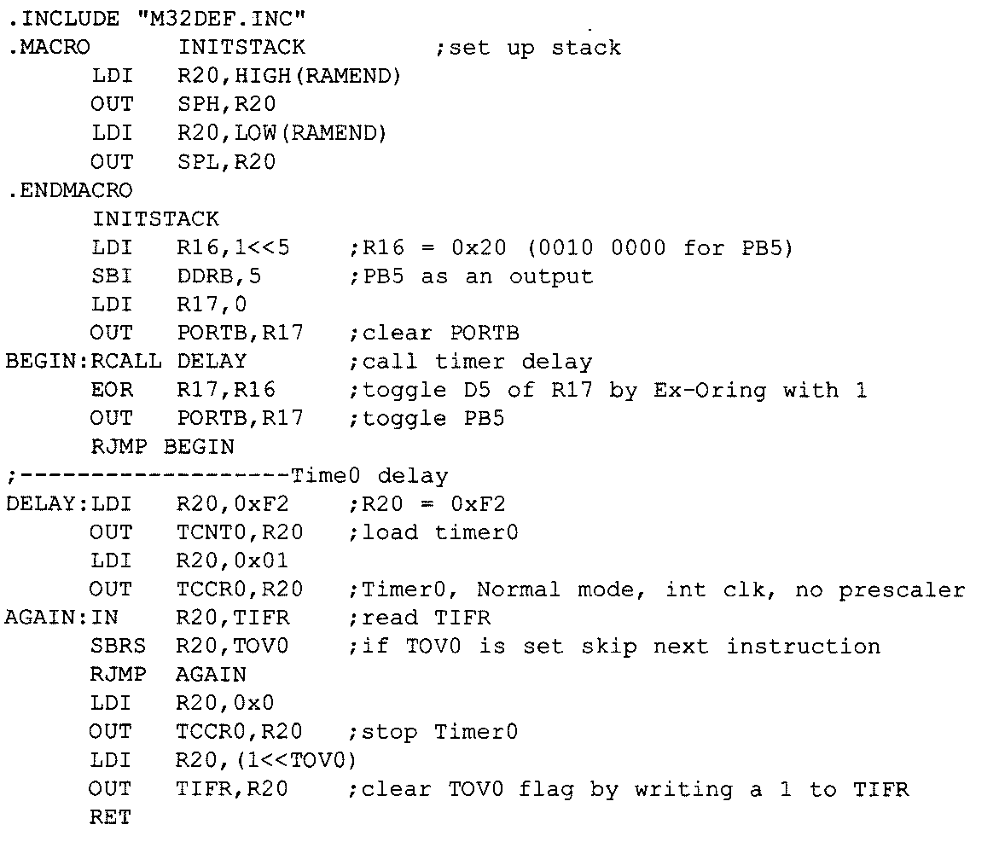 .INCLUDE "M32DEF.INC"
.MACRO INITSTACK ;set up stack
LDI R20,HIGH(RAMEND)
OUT SPH,R20
LDI R20,LOW(RAMEND)
OUT SPL,R20
.ENDMACRO
INITSTACK
LDI R16,1<<5 ;R16 = 0x20 (0010 0000 for PB5)
SBI DDRB,5 ;PB5 as an output
LDI R17,0
OUT PORTB,R17 ;clear PORTB
BEGIN:RCALL DELAY ;call timer delay
EOR R17,R16 ;toggle D5 of R17 by Ex-Oring with 1
OUT PORTB,R17 ;toggle PB5
RJMP BEGIN
;-------------------Time0 delay
DELAY:LDI R20,0xF2 ;R20 = 0xF2
OUT TCNT0,R20 ;load timer0
LDI R20,0x01
OUT TCCR0,R20 ;Timer0, Normal mode, int clk, no prescaler
AGAIN:IN R20,TIFR ;read TIFR
SBRS R20,TOV0 ;if TOV0 is set skip next instruction
RJMP AGAIN
LDI R20,0x0
OUT TCCR0,R20 ;stop Timer0
LDI R20,(1<<TOV0)
OUT TIFR,R20 ;clear TOV0 flag by writing a 1 to TIFR
RET